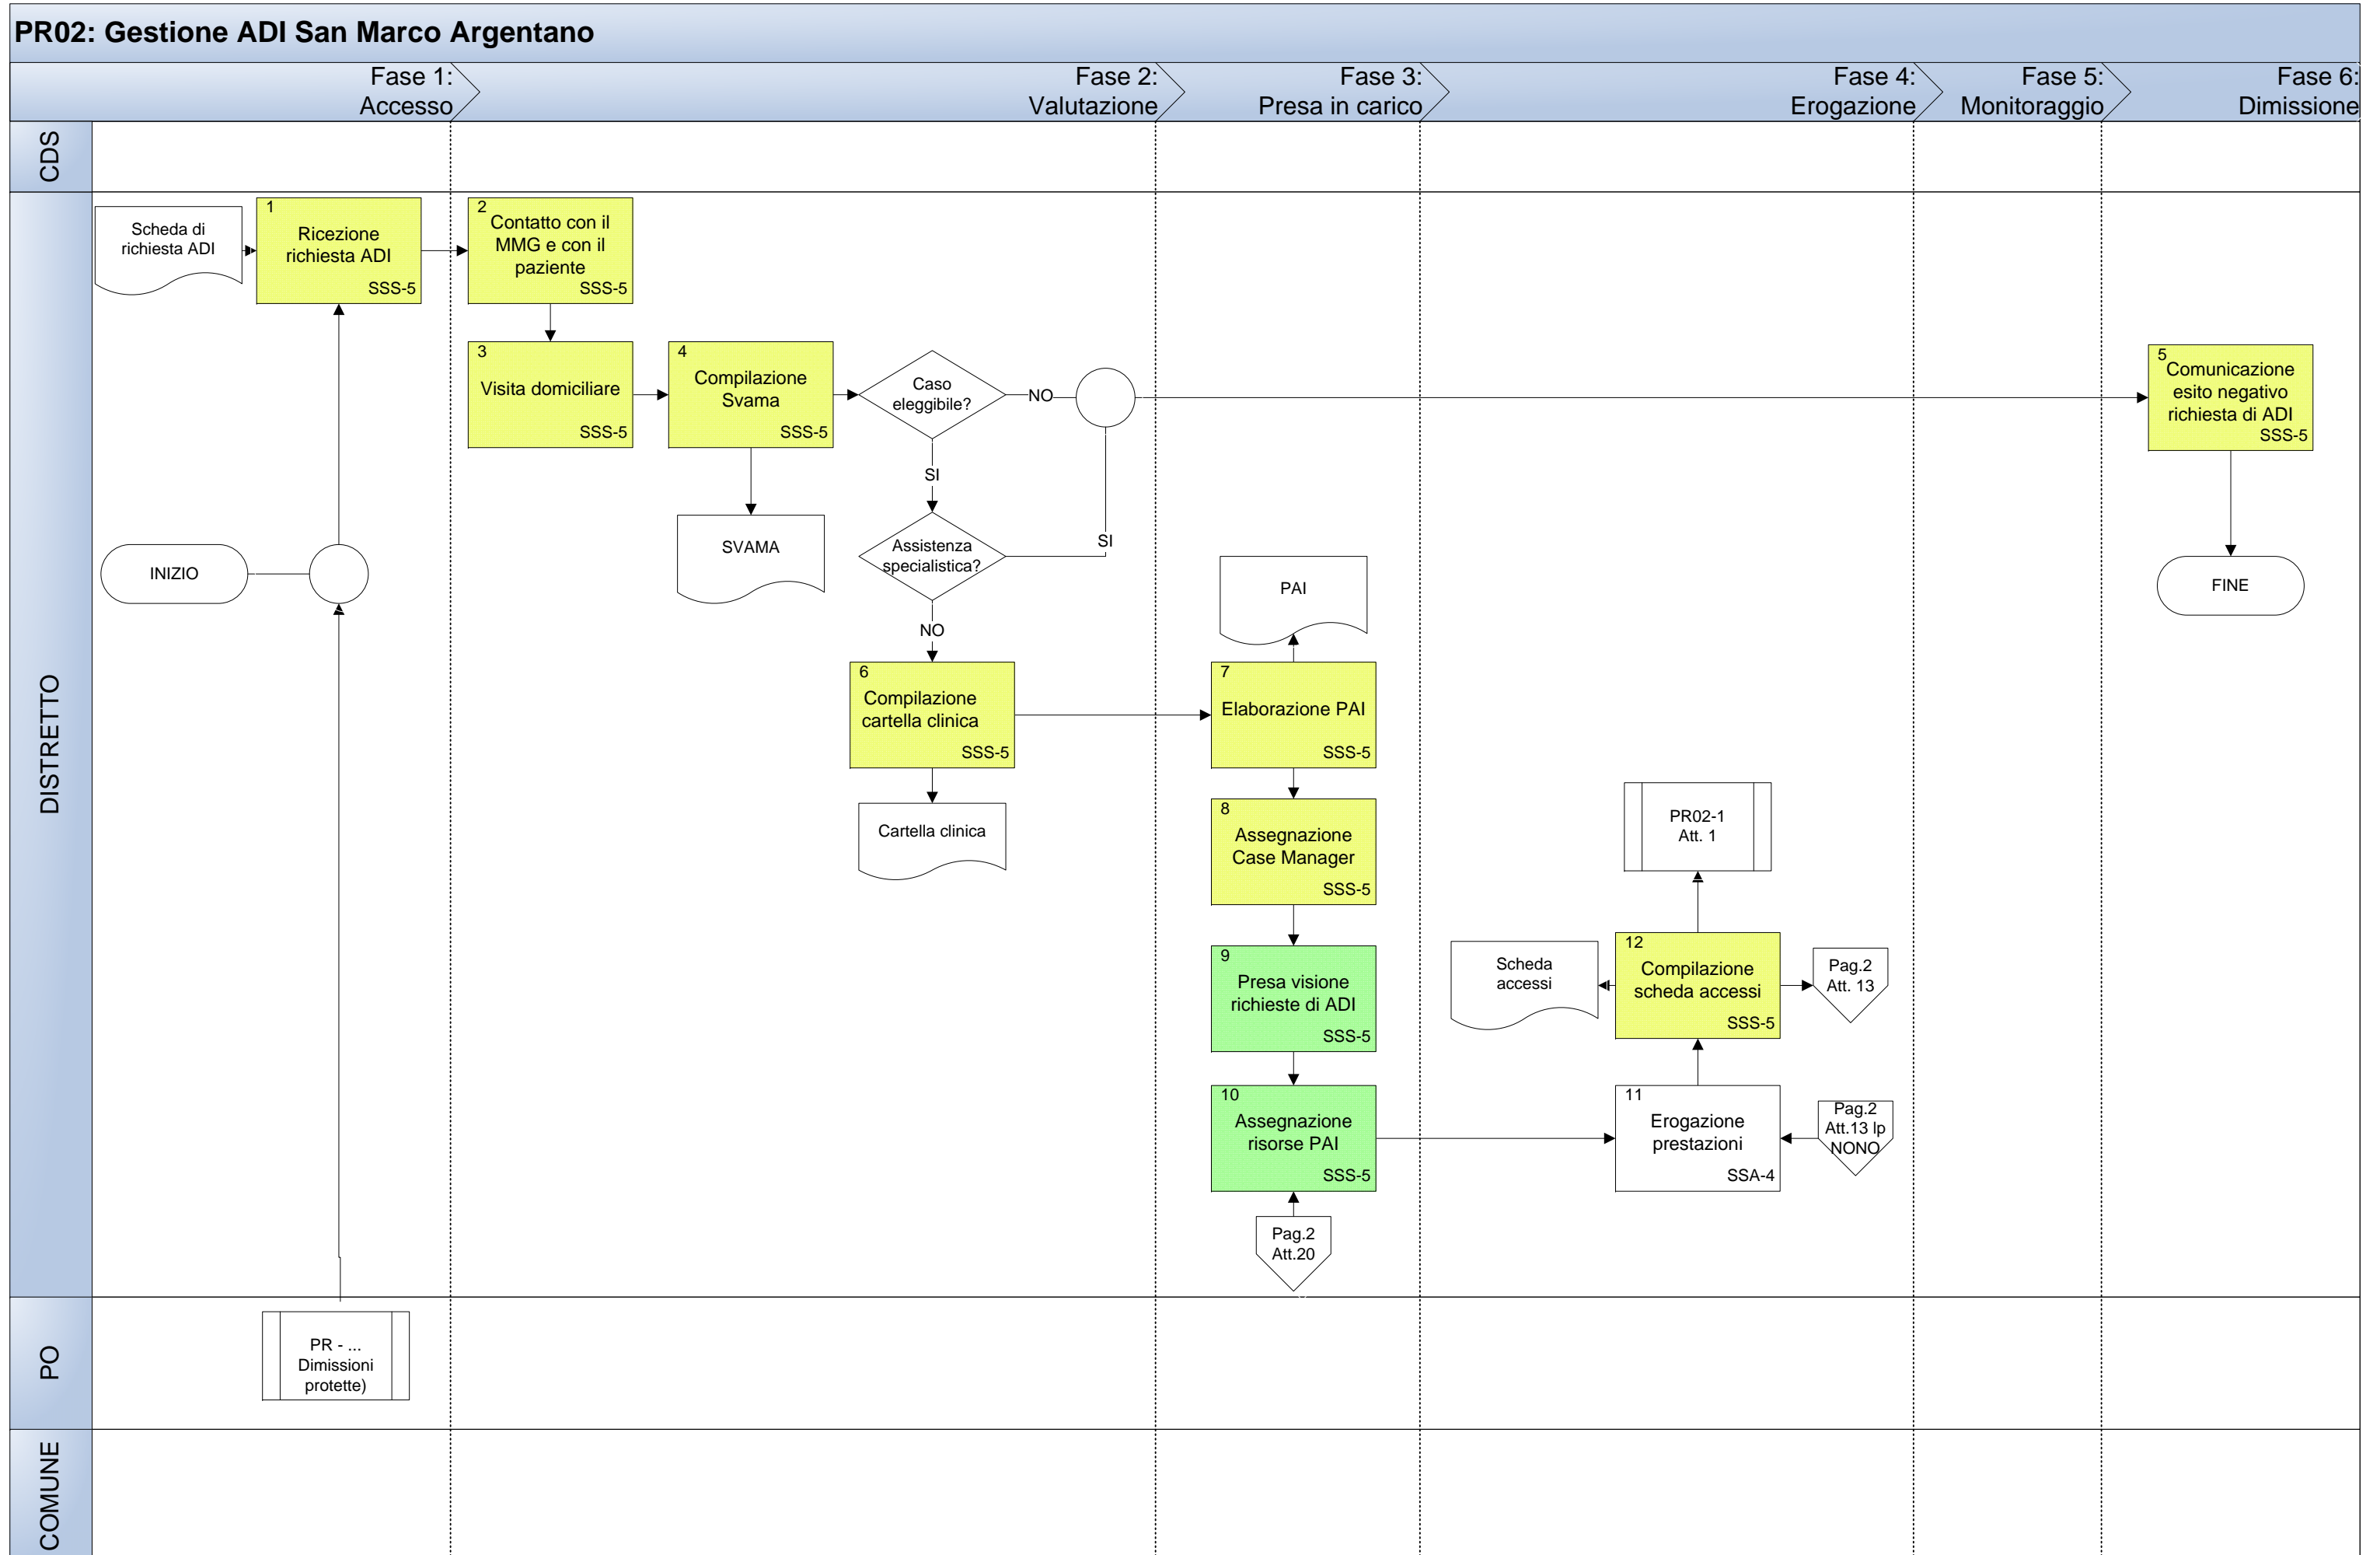 PR02: Gestione ADI San Marco Argentano
Fase 1:
Accesso
Fase 2:
Valutazione
Fase 3:
Presa in carico
Fase 4:
Erogazione
Fase 5:
Monitoraggio
Fase 6:
Dimissione
CDS
DISTRETTO
Scheda di
richiesta ADI
1
Ricezione
richiesta ADI
SSS-5
2
Contatto con il
MMG e con il
paziente
SSS-5
3
Visita domiciliare
SSS-5
4
Compilazione
Svama
SSS-5
Caso
eleggibile?
NO
5
Comunicazione
esito negativo
richiesta di ADI
SSS-5
SI
SVAMA
Assistenza
specialistica?
SI
INIZIO
PAI
FINE
NO
6
Compilazione
cartella clinica
SSS-5
7
Elaborazione PAI
SSS-5
Cartella clinica
8
Assegnazione
Case Manager
SSS-5
PR02-1
Att. 1
9
Presa visione
richieste di ADI
SSS-5
Scheda
accessi
12
Compilazione
scheda accessi
SSS-5
Pag.2
Att. 13
10
Assegnazione
risorse PAI
SSS-5
11
Erogazione
prestazioni
SSA-4
Pag.2
Att.13 Ip
NONO
Pag.2
Att.20
PO
PR - ...
Dimissioni
protette)
COMUNE